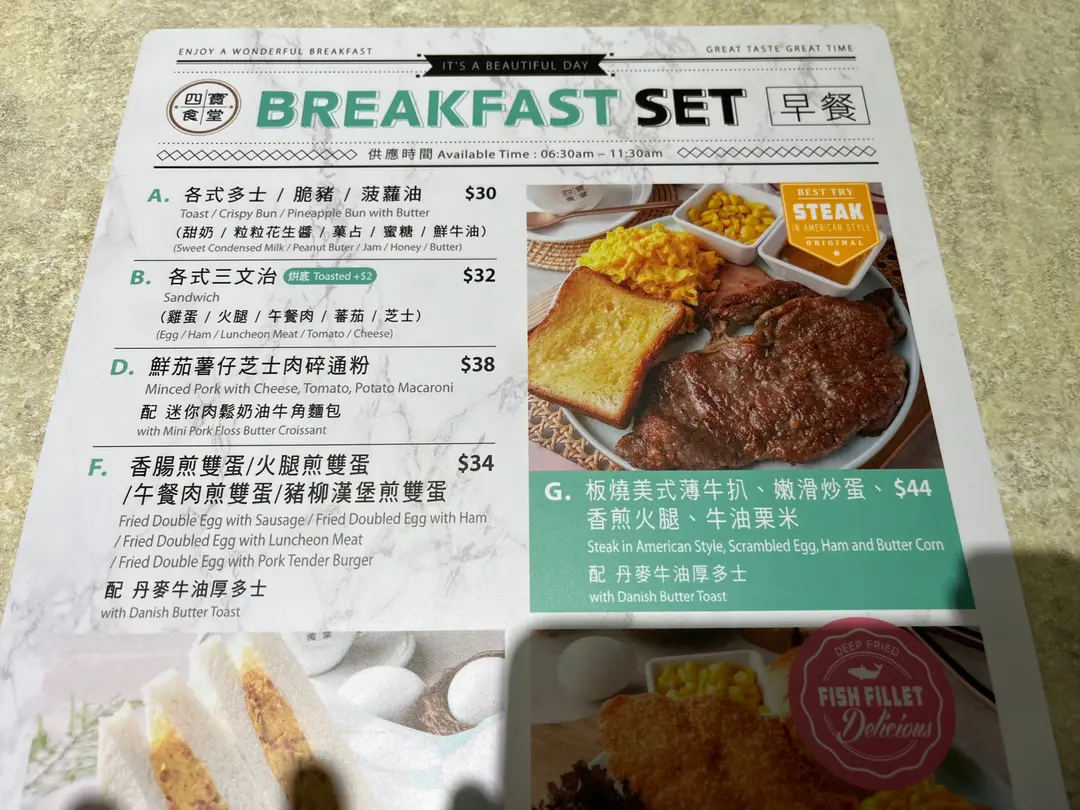 ENJOY A WONDERFUL BREAKFAST
GREAT TASTE GREAT TIME
IT'S A BEAUTIFUL DAY
四寶
食堂
BREAKFAST SET 早餐
供應時間 Available Time : 06:30am – 11:30am
A. 各式多士 / 脆豬 / 菠蘿油 $30
Toast / Crispy Bun / Pineapple Bun with Butter
(甜奶 / 粒粒花生醬 / 菓占 / 蜜糖 / 鮮牛油)
(Sweet Condensed Milk / Peanut Buter / Jam / Honey / Butter)
B. 各式三文治 烘底 Toasted +$2 $32
Sandwich
(雞蛋 / 火腿 / 午餐肉 / 蕃茄 / 芝士)
(Egg / Ham / Luncheon Meat / Tomato / Cheese)
D. 鮮茄薯仔芝士肉碎通粉 $38
Minced Pork with Cheese, Tomato, Potato Macaroni
配 迷你肉鬆奶油牛角麵包
with Mini Pork Floss Butter Croissant
F. 香腸煎雙蛋/火腿煎雙蛋 $34
/午餐肉煎雙蛋/豬柳漢堡煎雙蛋
Fried Double Egg with Sausage / Fried Doubled Egg with Ham
/ Fried Doubled Egg with Luncheon Meat
/ Fried Double Egg with Pork Tender Burger
配 丹麥牛油厚多士
with Danish Butter Toast
BEST TRY
STEAK
IN AMERICAN STYLE
ORIGINAL
G. 板燒美式薄牛扒、嫩滑炒蛋、 $44
香煎火腿、牛油栗米
Steak in American Style, Scrambled Egg, Ham and Butter Corn
配 丹麥牛油厚多士
with Danish Butter Toast
DEEP FRIED
FISH FILLET
Delicious